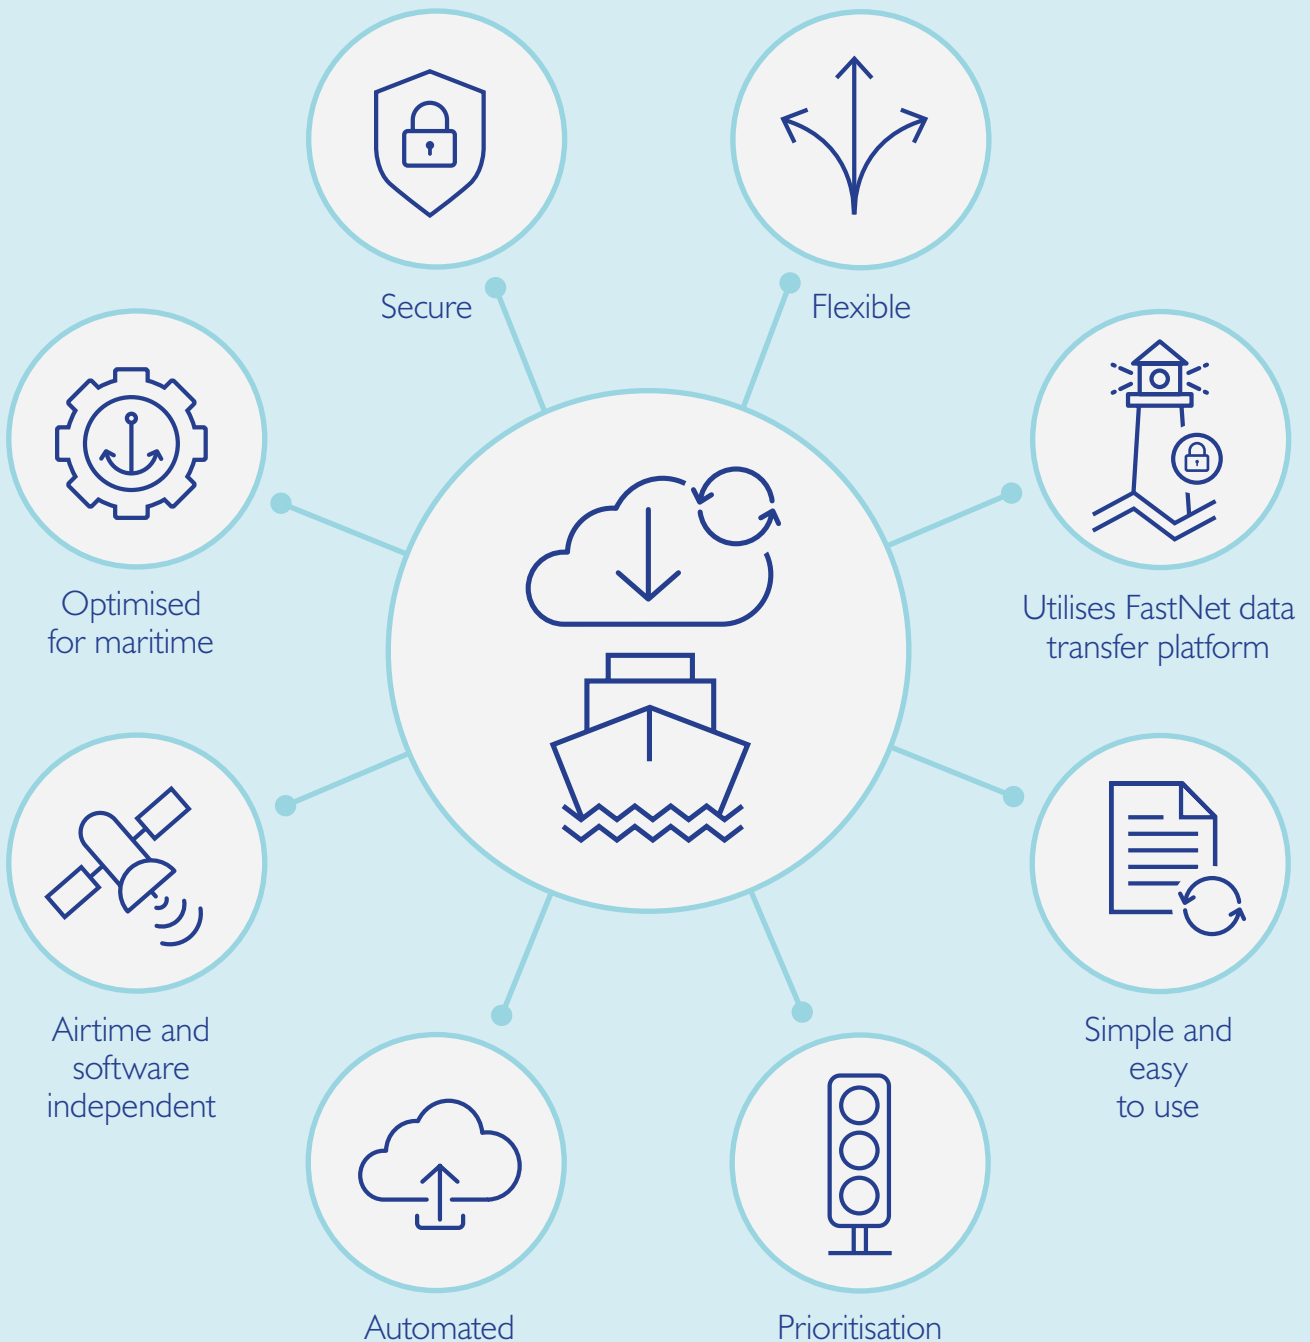 Secure
Flexible
Optimised
for maritime
Utilises FastNet data
transfer platform
Airtime and
software
independent
Simple and
easy
to use
Automated
Prioritisation